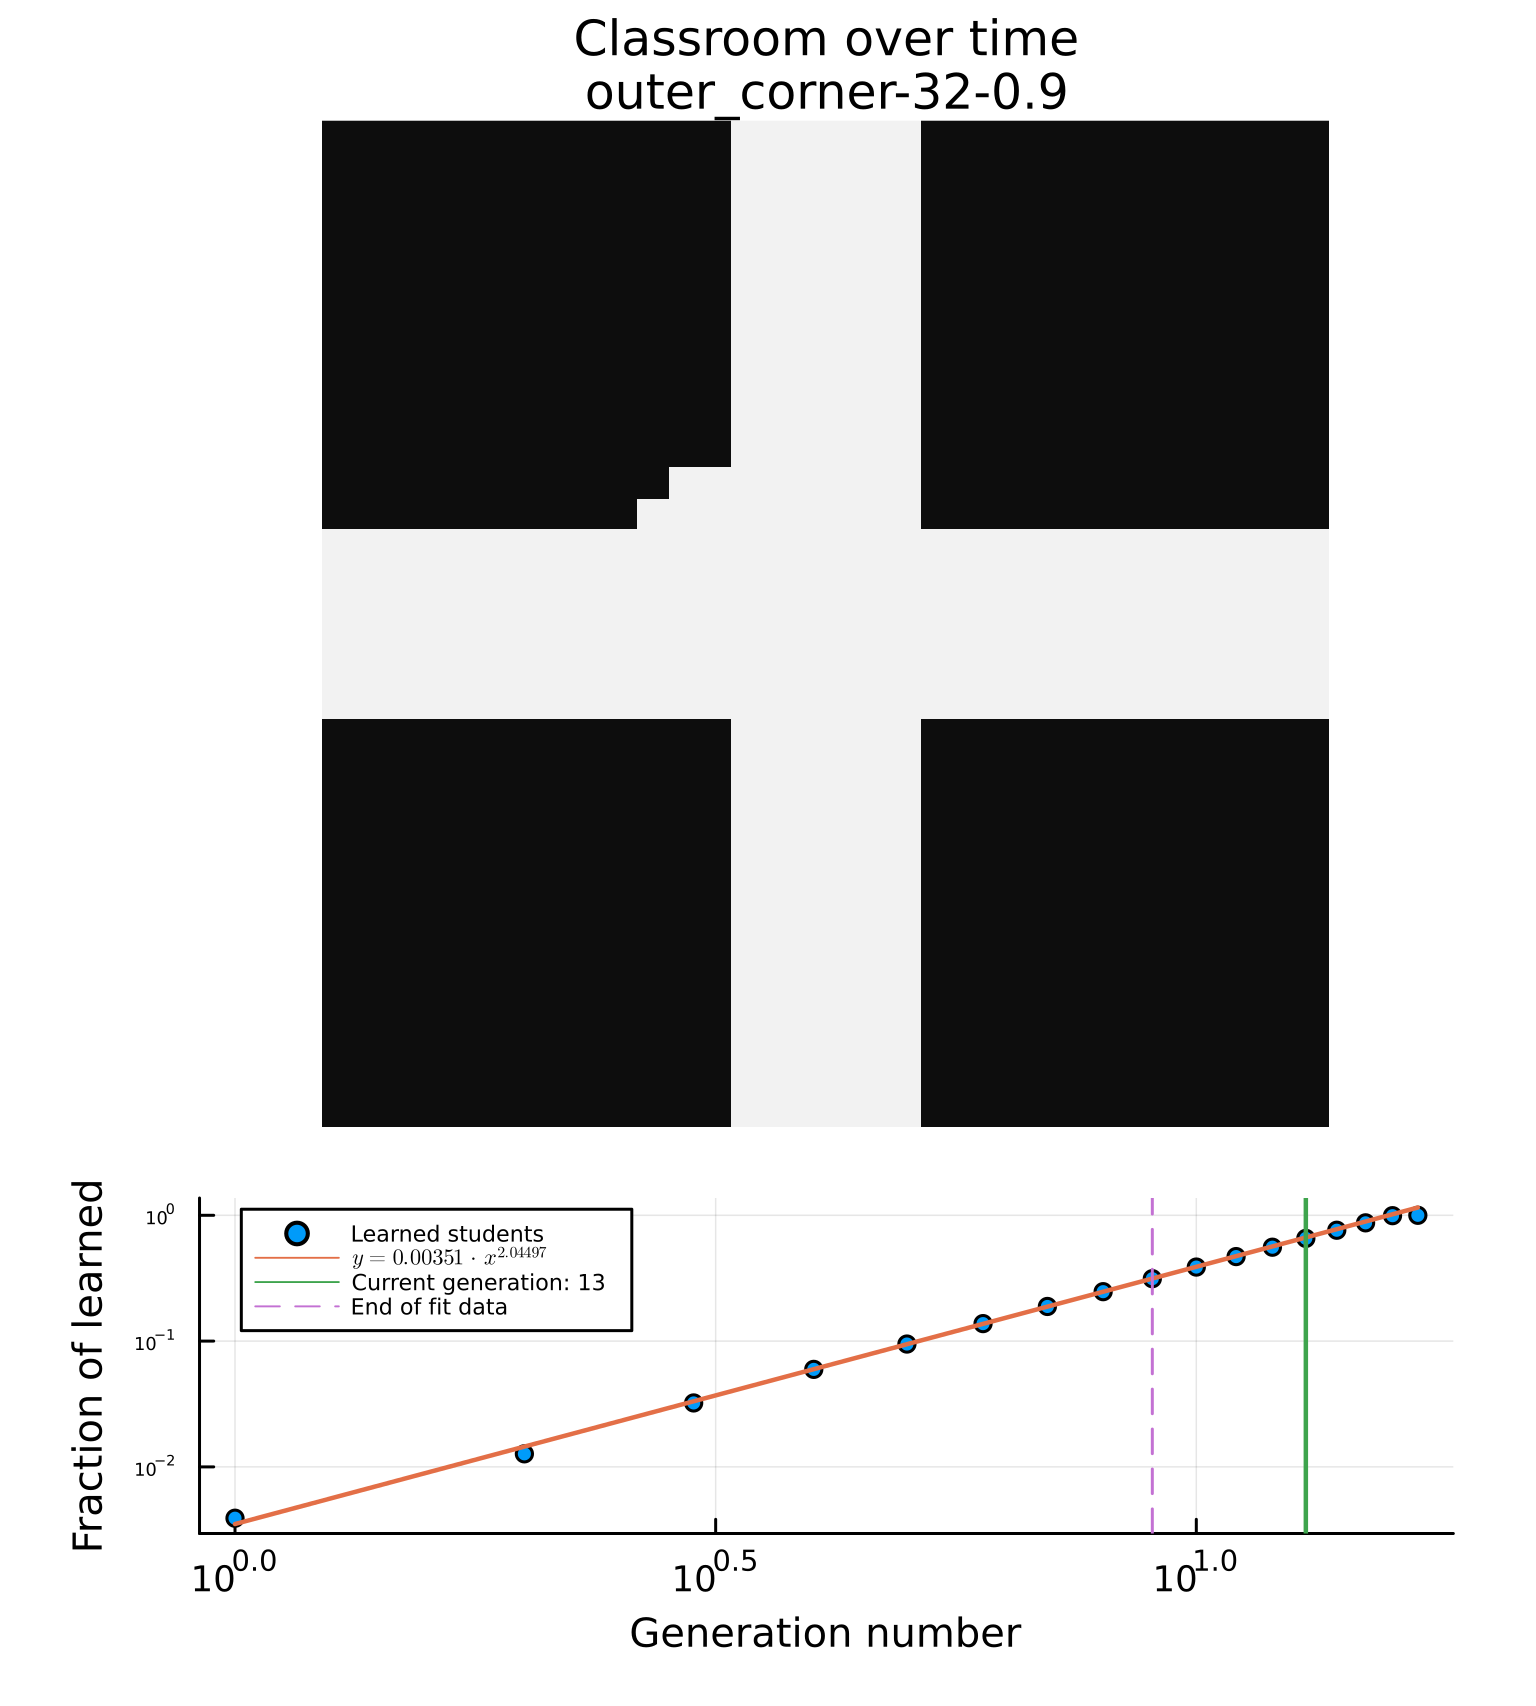 Classroom over time
outer_corner-32-0.9
Fraction of learned
10^0
10^-1
10^-2
Learned students
y = 0.00351 · x^2.04497
Current generation: 13
End of fit data
10^0.0 10^0.5 10^1.0
Generation number